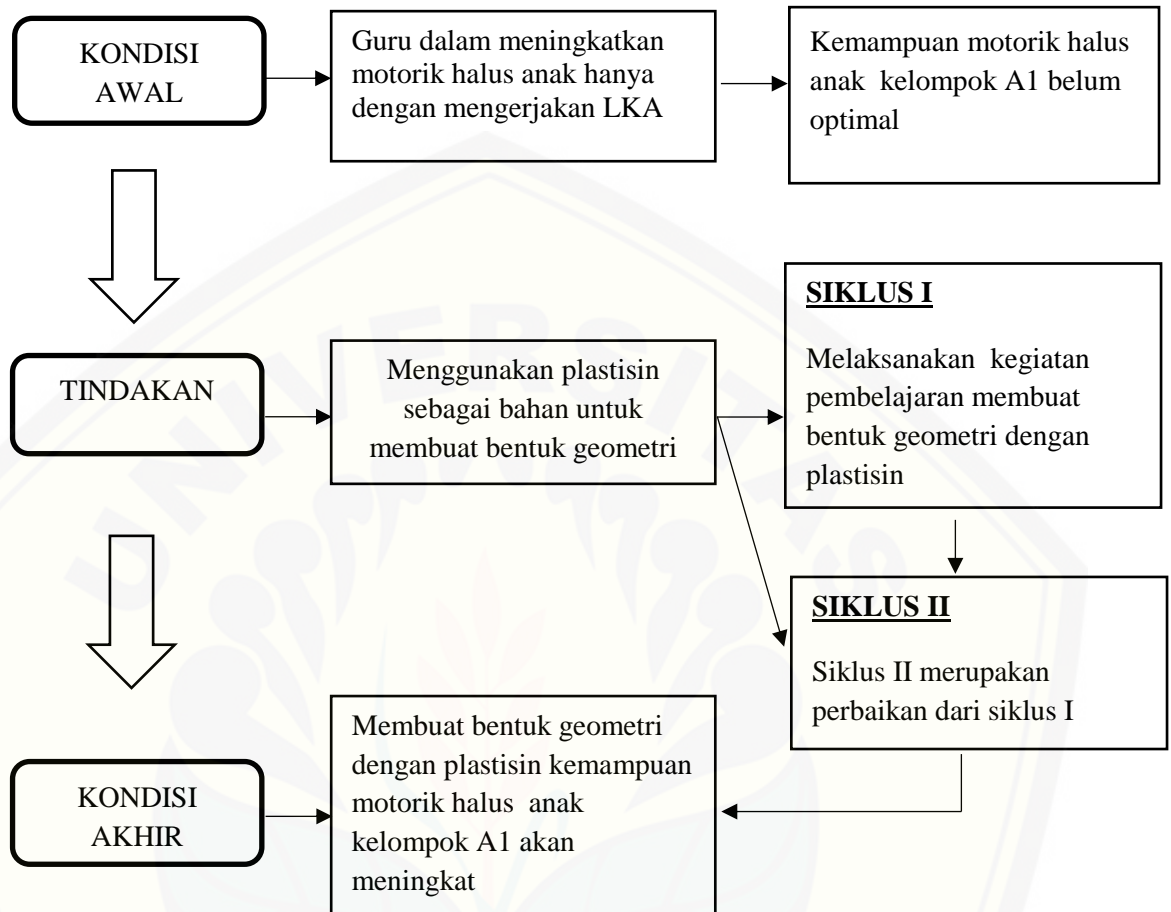 KONDISI
AWAL
Guru dalam meningkatkan
motorik halus anak hanya
dengan mengerjakan LKA
Kemampuan motorik halus
anak kelompok A1 belum
optimal
TINDAKAN
Menggunakan plastisin
sebagai bahan untuk
membuat bentuk geometri
SIKLUS I
Melaksanakan kegiatan
pembelajaran membuat
bentuk geometri dengan
plastisin
SIKLUS II
Siklus II merupakan
perbaikan dari siklus I
KONDISI
AKHIR
Membuat bentuk geometri
dengan plastisin kemampuan
motorik halus anak
kelompok A1 akan
meningkat
UNIVERSITAS